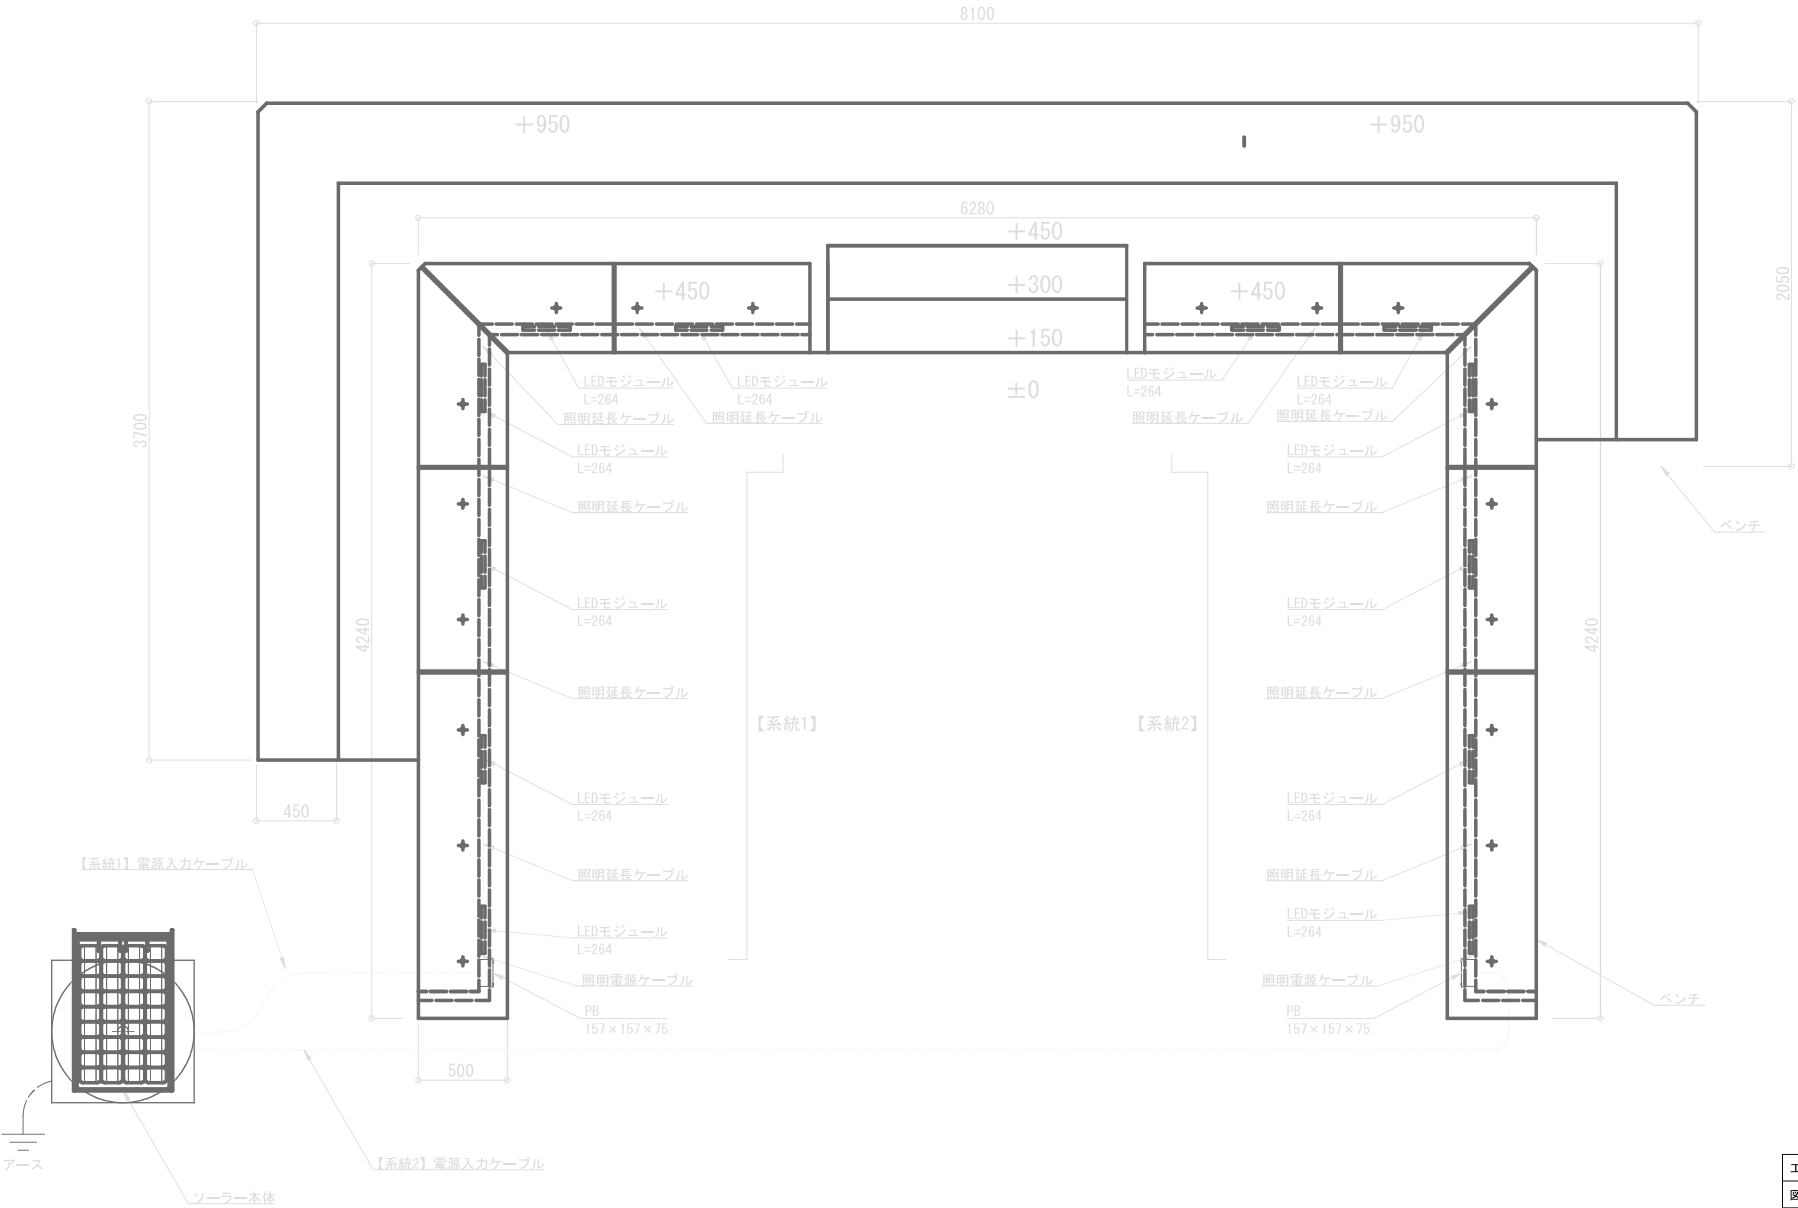 8100
+950
+950
6280
+450
+450
+300
+450
+150
±0
2050
3700
4240
4240
LEDモジュール
L=264
LEDモジュール
L=264
LEDモジュール
L=264
LEDモジュール
L=264
照明延長ケーブル
照明延長ケーブル
照明延長ケーブル
照明延長ケーブル
LEDモジュール
L=264
LEDモジュール
L=264
照明延長ケーブル
照明延長ケーブル
ベンチ
LEDモジュール
L=264
LEDモジュール
L=264
照明延長ケーブル
照明延長ケーブル
【系統1】
【系統2】
LEDモジュール
L=264
LEDモジュール
L=264
450
【系統1】電源入力ケーブル
照明延長ケーブル
照明延長ケーブル
LEDモジュール
L=264
LEDモジュール
L=264
照明電源ケーブル
照明電源ケーブル
ベンチ
PB
157×157×75
PB
157×157×75
500
アース
【系統2】電源入力ケーブル
ソーラー本体